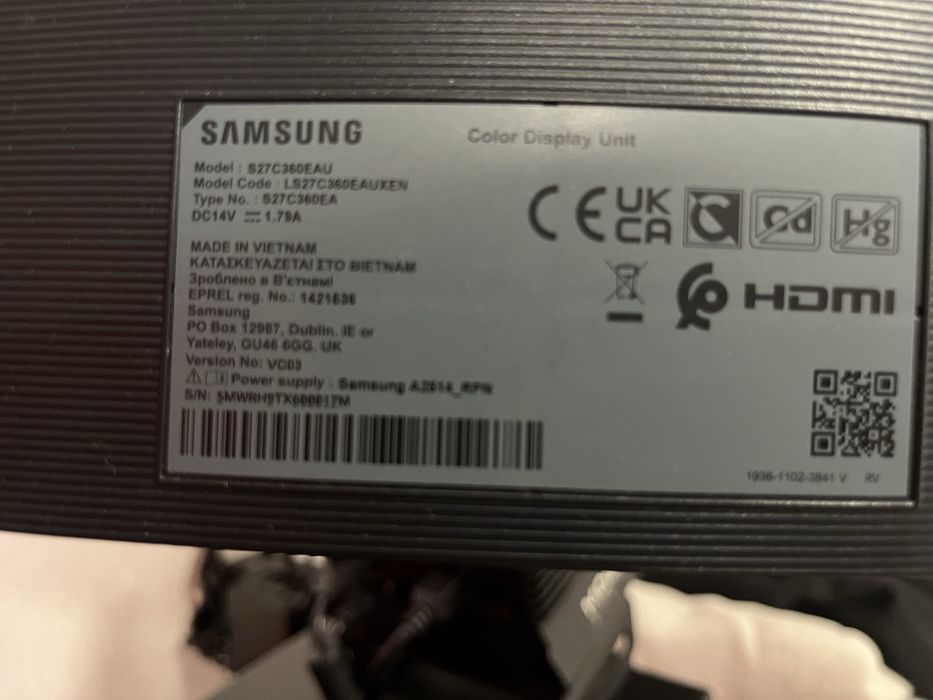 SAMSUNG
Color Display Unit
Model : S27C360EAU
Model Code : LS27C360EAUXEN
Type No. : S27C360EA
DC14V ⎓ 1.79A
MADE IN VIETNAM
ΚΑΤΑΣΚΕΥΑΖΕΤΑΙ ΣΤΟ ΒΙΕΤΝΑΜ
Зроблено в В'єтнамі
EPREL reg. No.: 1421536
Samsung
PO Box 12987, Dublin. IE or
Yateley, GU46 6GG. UK
Version No: VC03
Power supply : Samsung
S/N:
CE
UK
CA
Cd
Hg
HDMI
1936-1102-3841 V RV